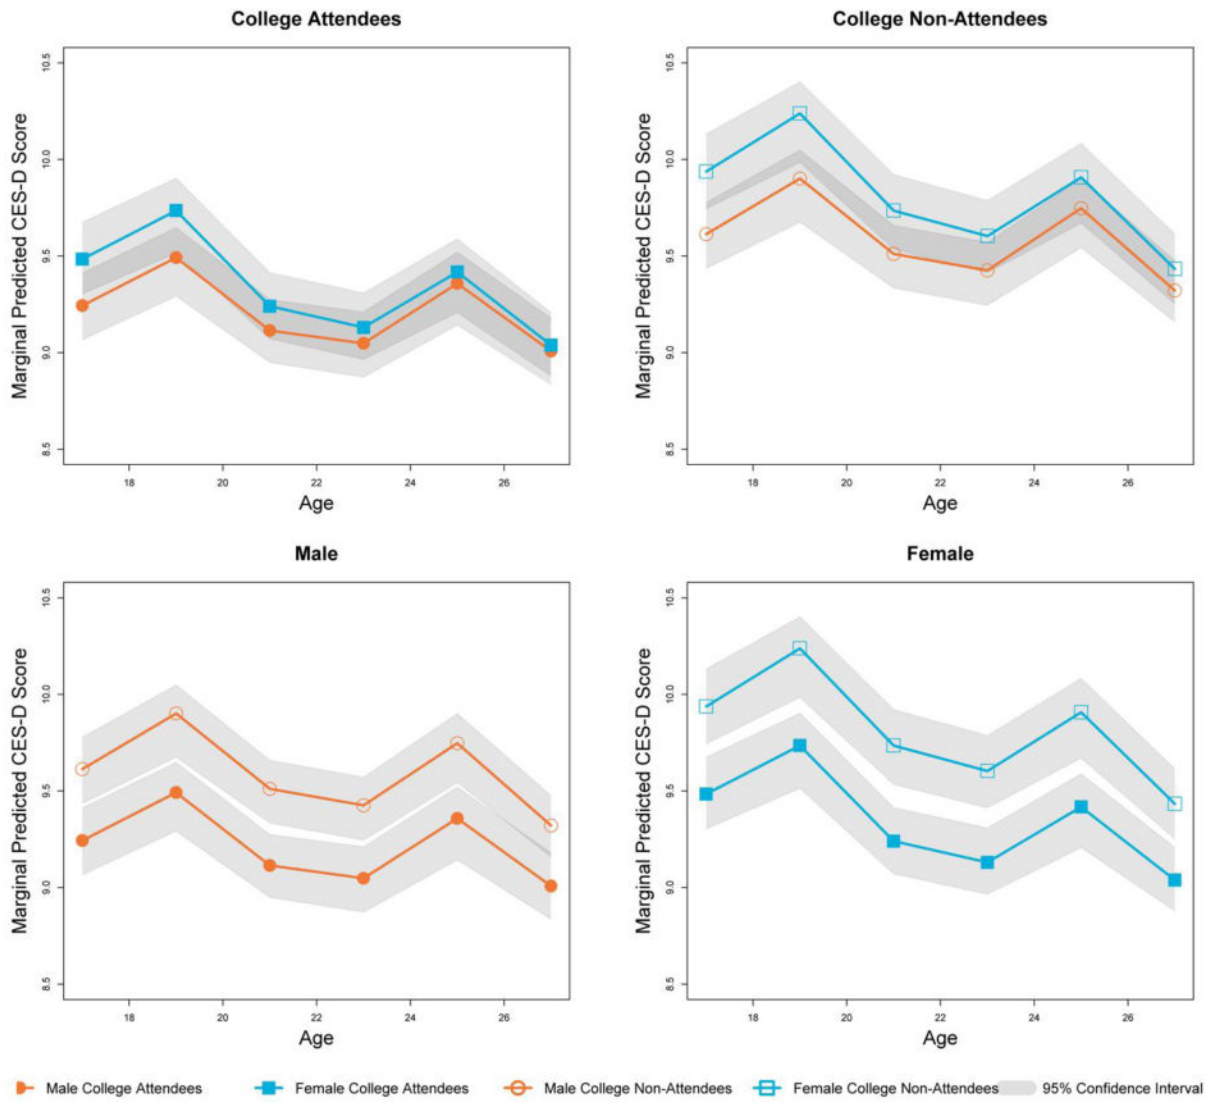 College Attendees
College Non-Attendees
Marginal Predicted CES-D Score
10.5
10.0
9.5
9.0
8.5
18 20 22 24 26
Age
Marginal Predicted CES-D Score
10.5
10.0
9.5
9.0
8.5
18 20 22 24 26
Age
Male
Female
Marginal Predicted CES-D Score
10.5
10.0
9.5
9.0
8.5
18 20 22 24 26
Age
Marginal Predicted CES-D Score
10.5
10.0
9.5
9.0
8.5
18 20 22 24 26
Age
Male College Attendees Female College Attendees Male College Non-Attendees Female College Non-Attendees 95% Confidence Interval